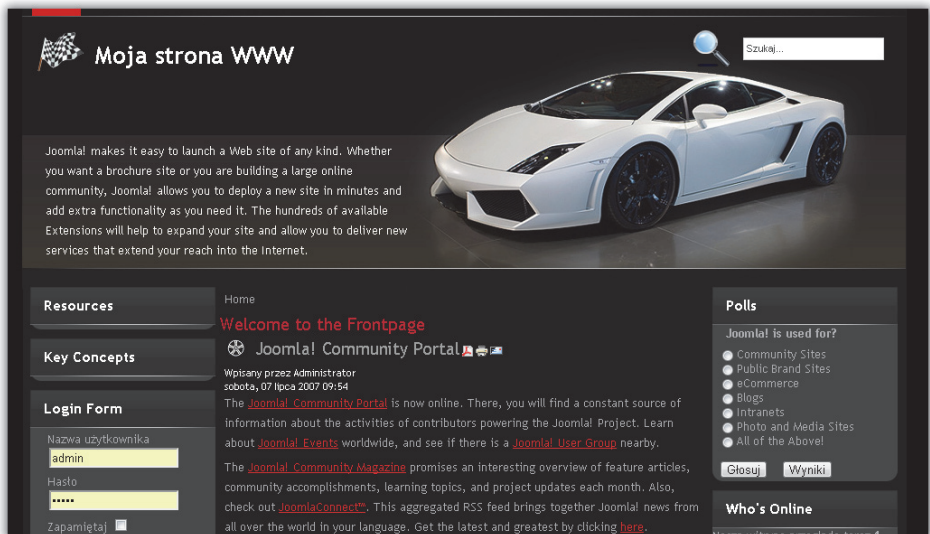 Moja strona WWW
Szukaj...
Joomla! makes it easy to launch a Web site of any kind. Whether
you want a brochure site or you are building a large online
community, Joomla! allows you to deploy a new site in minutes and
add extra functionality as you need it. The hundreds of available
Extensions will help to expand your site and allow you to deliver new
services that extend your reach into the Internet.
Resources
Key Concepts
Login Form
Nazwa użytkownika
admin
Hasło
•••••
Zapamiętaj
Home
Welcome to the Frontpage
Joomla! Community Portal
Wpisany przez Administrator
sobota, 07 lipca 2007 09:54
The Joomla! Community Portal is now online. There, you will find a constant source of
information about the activities of contributors powering the Joomla! Project. Learn
about Joomla! Events worldwide, and see if there is a Joomla! User Group nearby.
The Joomla! Community Magazine promises an interesting overview of feature articles,
community accomplishments, learning topics, and project updates each month. Also,
check out JoomlaConnect™. This aggregated RSS feed brings together Joomla! news from
all over the world in your language. Get the latest and greatest by clicking here.
Polls
Joomla! is used for?
Community Sites
Public Brand Sites
eCommerce
Blogs
Intranets
Photo and Media Sites
All of the Above!
Głosuj Wyniki
Who's Online